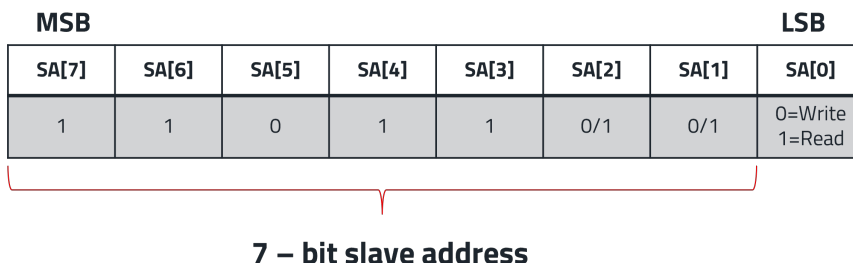 MSB LSB
SA[7] SA[6] SA[5] SA[4] SA[3] SA[2] SA[1] SA[0]
1 1 0 1 1 0/1 0/1 0=Write
1=Read
7 – bit slave address